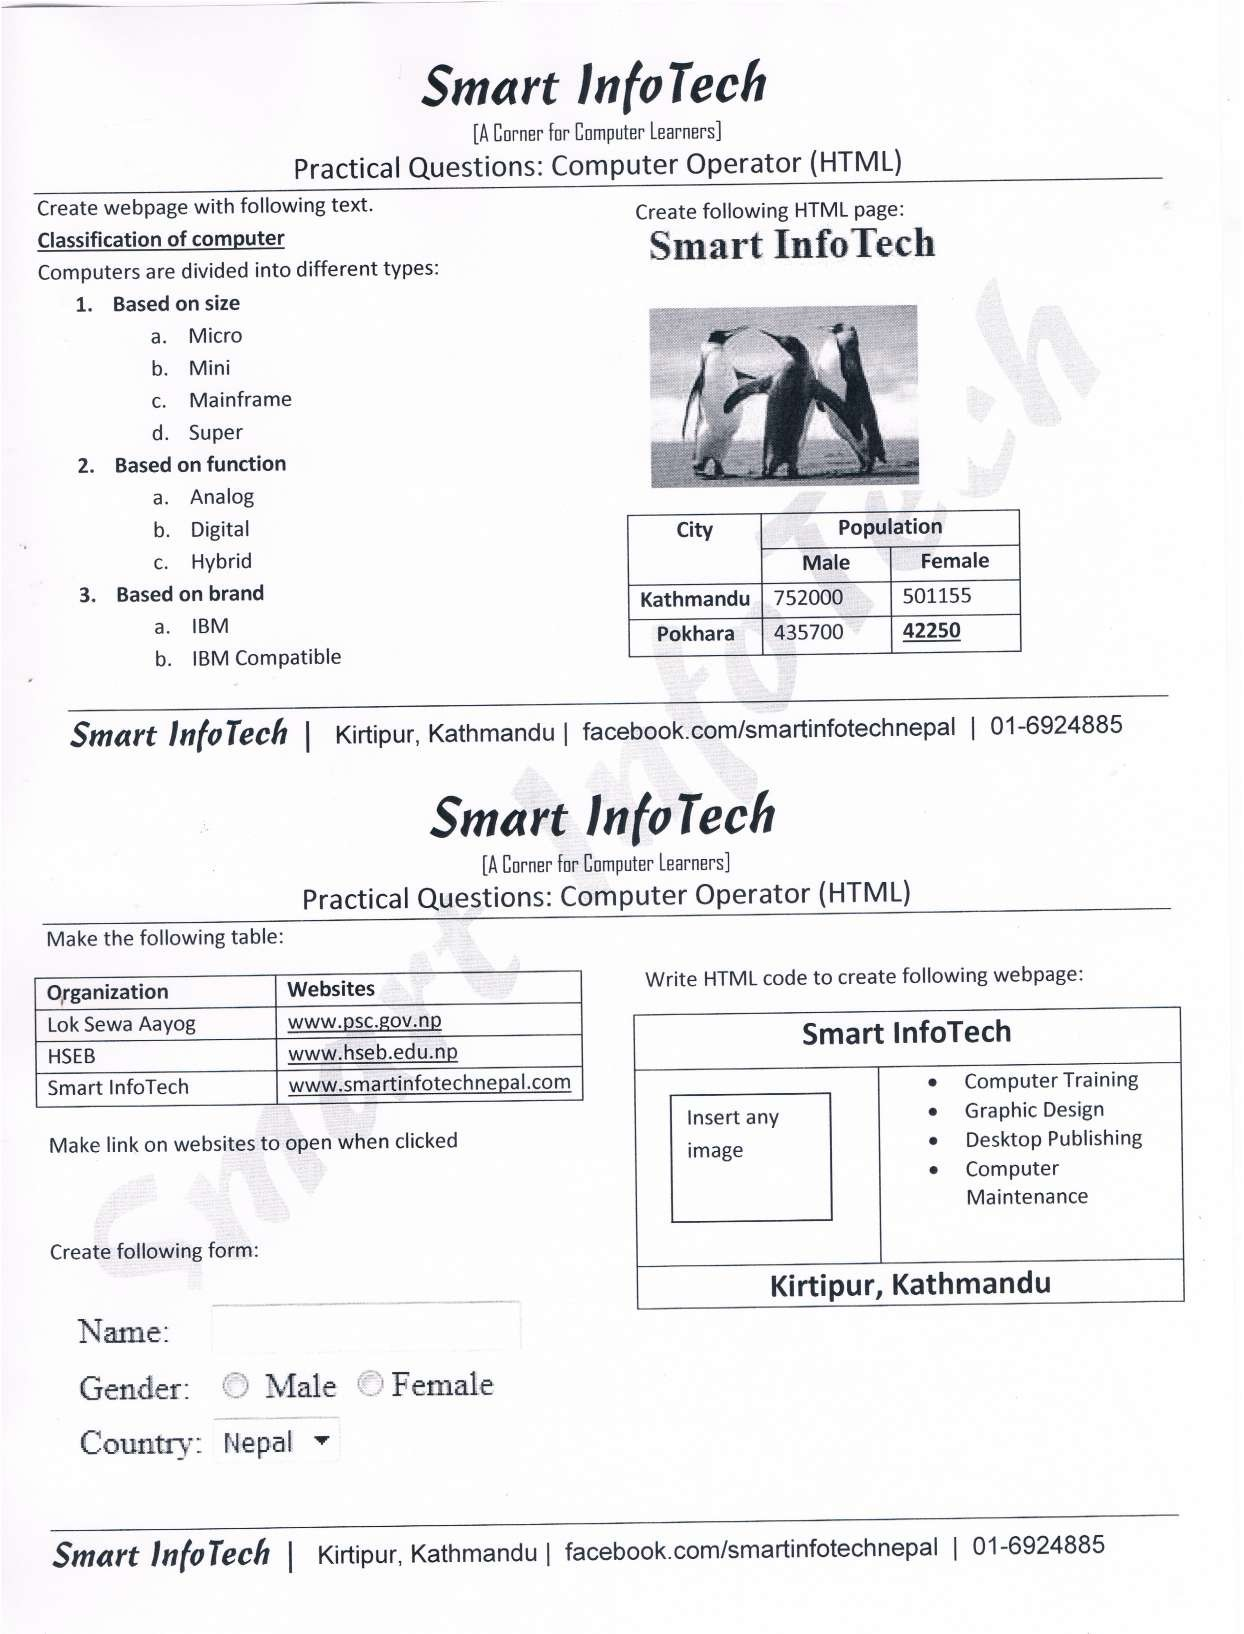 Smart InfoTech
[A Corner for Computer Learners]
Practical Questions: Computer Operator (HTML)
Create webpage with following text.
Classification of computer
Computers are divided into different types:
1. Based on size
a. Micro
b. Mini
c. Mainframe
d. Super
2. Based on function
a. Analog
b. Digital
c. Hybrid
3. Based on brand
a. IBM
b. IBM Compatible
Create following HTML page:
Smart InfoTech
City Population
Male Female
Kathmandu 752000 501155
Pokhara 435700 42250
Smart InfoTech | Kirtipur, Kathmandu | facebook.com/smartinfotechnepal | 01-6924885
Smart InfoTech
Smart InfoTech
[A Corner for Computer Learners]
Practical Questions: Computer Operator (HTML)
Make the following table:
Organization Websites
Lok Sewa Aayog www.psc.gov.np
HSEB www.hseb.edu.np
Smart InfoTech www.smartinfotechnepal.com
Make link on websites to open when clicked
Create following form:
Name:
Gender: Male Female
Country: Nepal
Write HTML code to create following webpage:
Smart InfoTech
Insert any
image
• Computer Training
• Graphic Design
• Desktop Publishing
• Computer
Maintenance
Kirtipur, Kathmandu
Smart InfoTech | Kirtipur, Kathmandu | facebook.com/smartinfotechnepal | 01-6924885